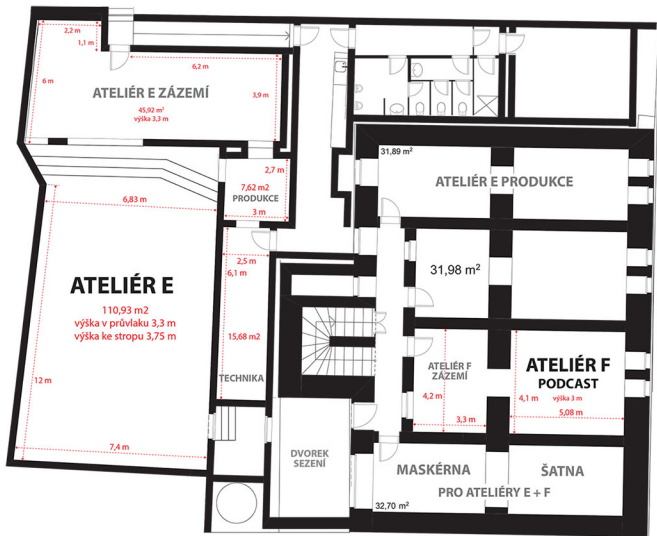 2,2 m
1,1 m
6,2 m
6 m
ATELIÉR E ZÁZEMÍ
3,9 m
45,92 m²
výška 3,3 m
31,89 m²
2,7 m
7,62 m2
PRODUKCE
3 m
ATELIÉR E PRODUKCE
6,83 m
2,5 m
6,1 m
31,98 m²
ATELIÉR E
110,93 m2
výška v průvlaku 3,3 m
výška ke stropu 3,75 m
15,68 m2
TECHNIKA
12 m
7,4 m
ATELIÉR F
ZÁZEMÍ
4,2 m
3,3 m
ATELIÉR F
PODCAST
4,1 m
výška 3 m
5,08 m
DVOREK
SEZENÍ
MASKÉRNA
ŠATNA
PRO ATELIÉRY E + F
32,70 m²